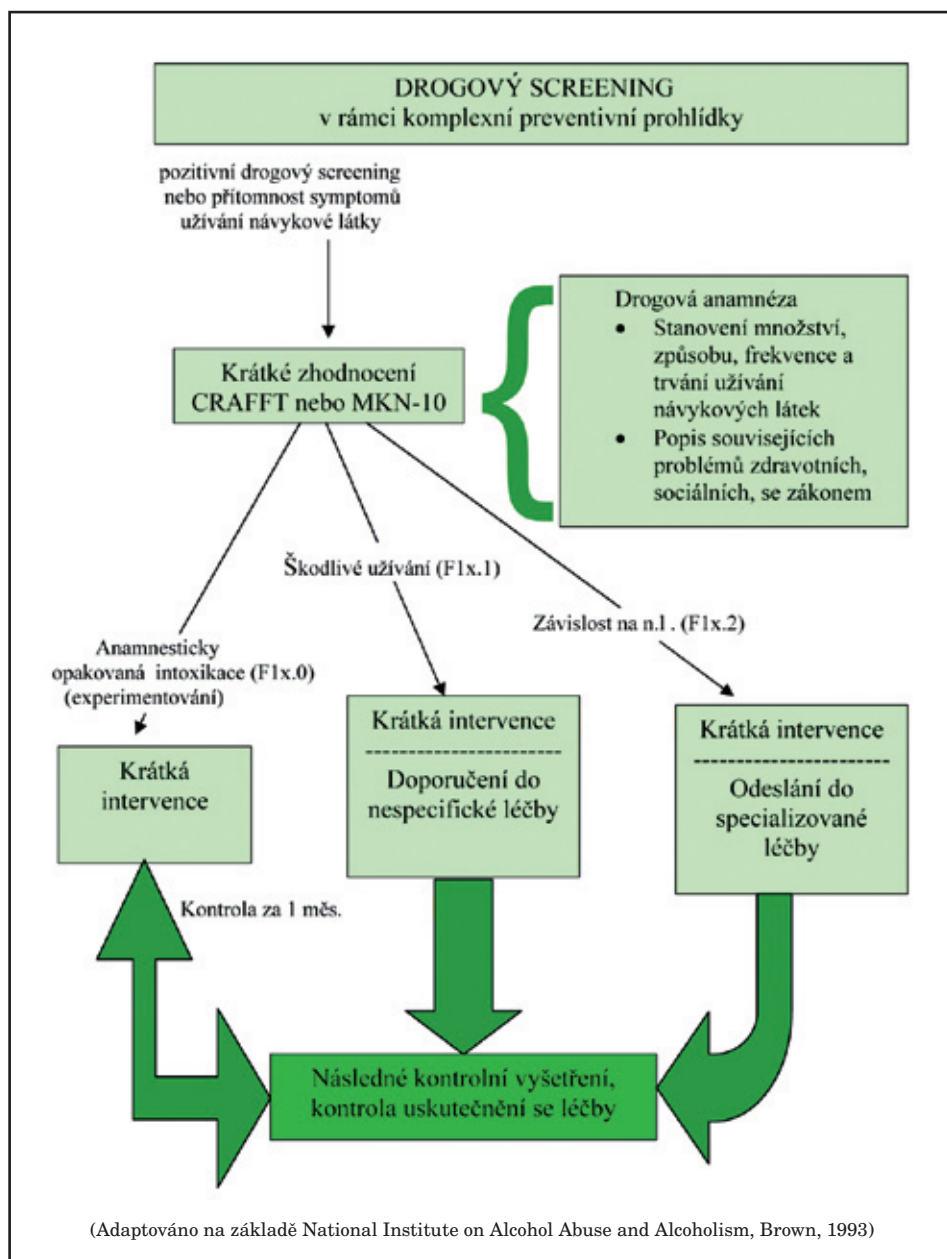 DROGOVÝ SCREENING
v rámci komplexní preventivní prohlídky
pozitivní drogový screening
nebo přítomnost symptomů
užívání návykové látky
Krátké zhodnocení
CRAFFT nebo MKN-10
Drogová anamnéza
• Stanovení množství,
způsobu, frekvence a
trvání užívání
návykových látek
• Popis souvisejících
problémů zdravotních,
sociálních, se zákonem
Anamnesticky
opakovaná intoxikace (F1x.0)
(experimentování)
Škodlivé užívání (F1x.1)
Závislost na n.l . (F1x.2)
Krátká
intervence
Krátká intervence
-----------------------
Doporučení do
nespecifické léčby
Krátká intervence
-----------------------
Odeslání do
specializované
léčby
Kontrola za 1 měs.
Následné kontrolní vyšetření,
kontrola uskutečnění se léčby
(Adaptováno na základě National Institute on Alcohol Abuse and Alcoholism, Brown, 1993)